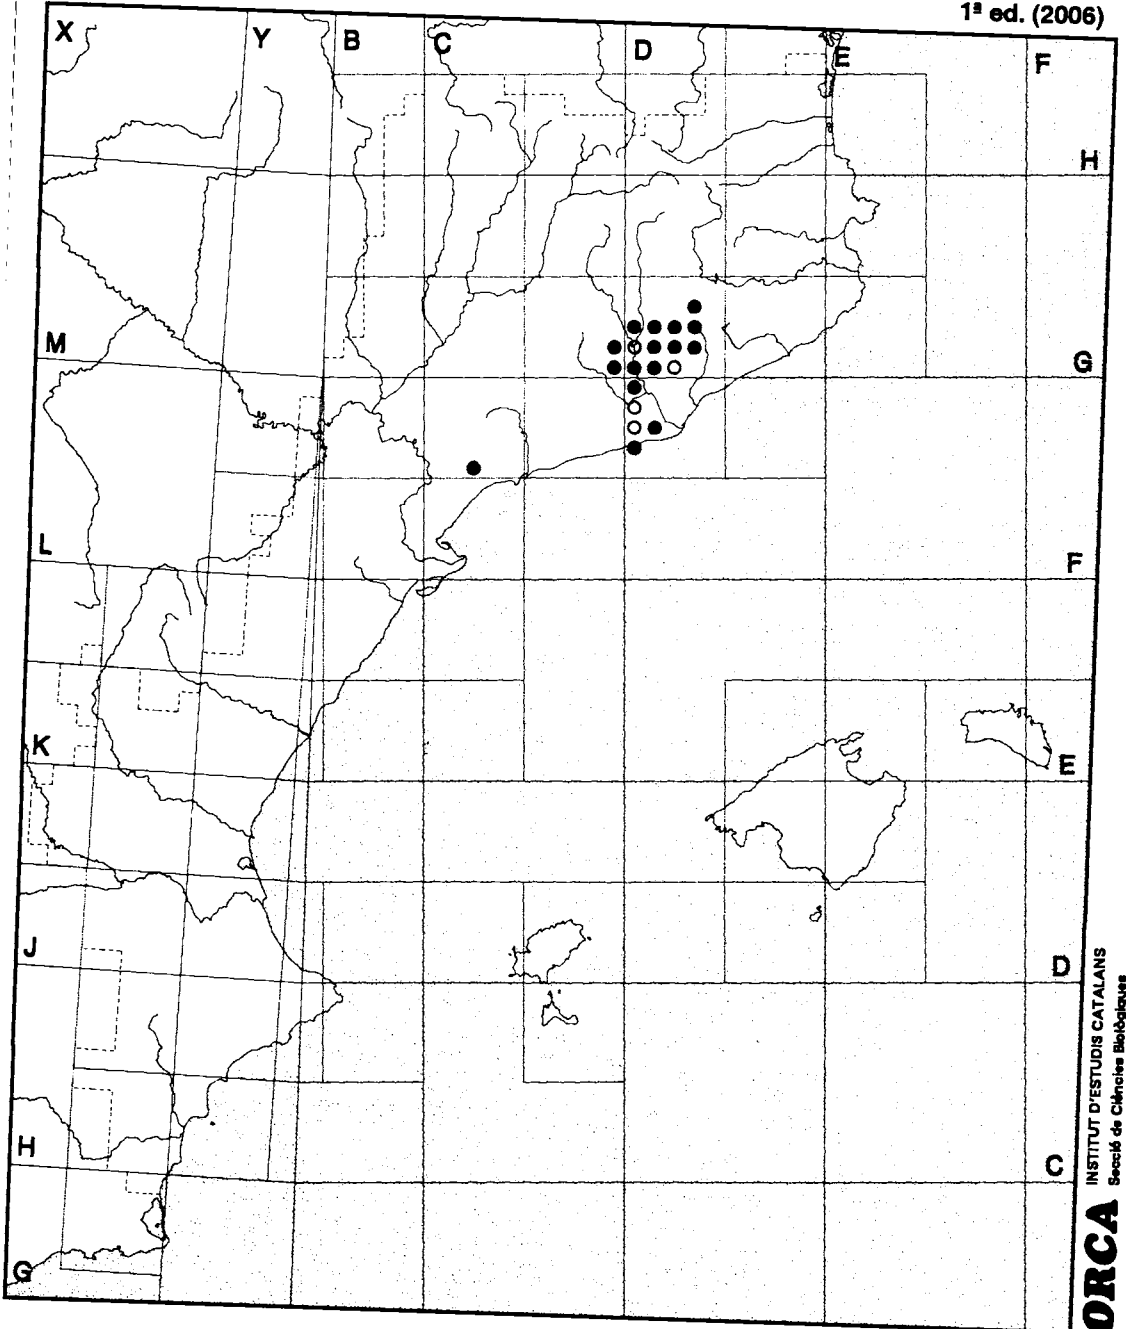 1ª ed. (2006)
X Y B C D E F
H
M G
L F
K E
J D
H C
G
ORCA
INSTITUT D'ESTUDIS CATALANS
Secció de Ciències Biològiques